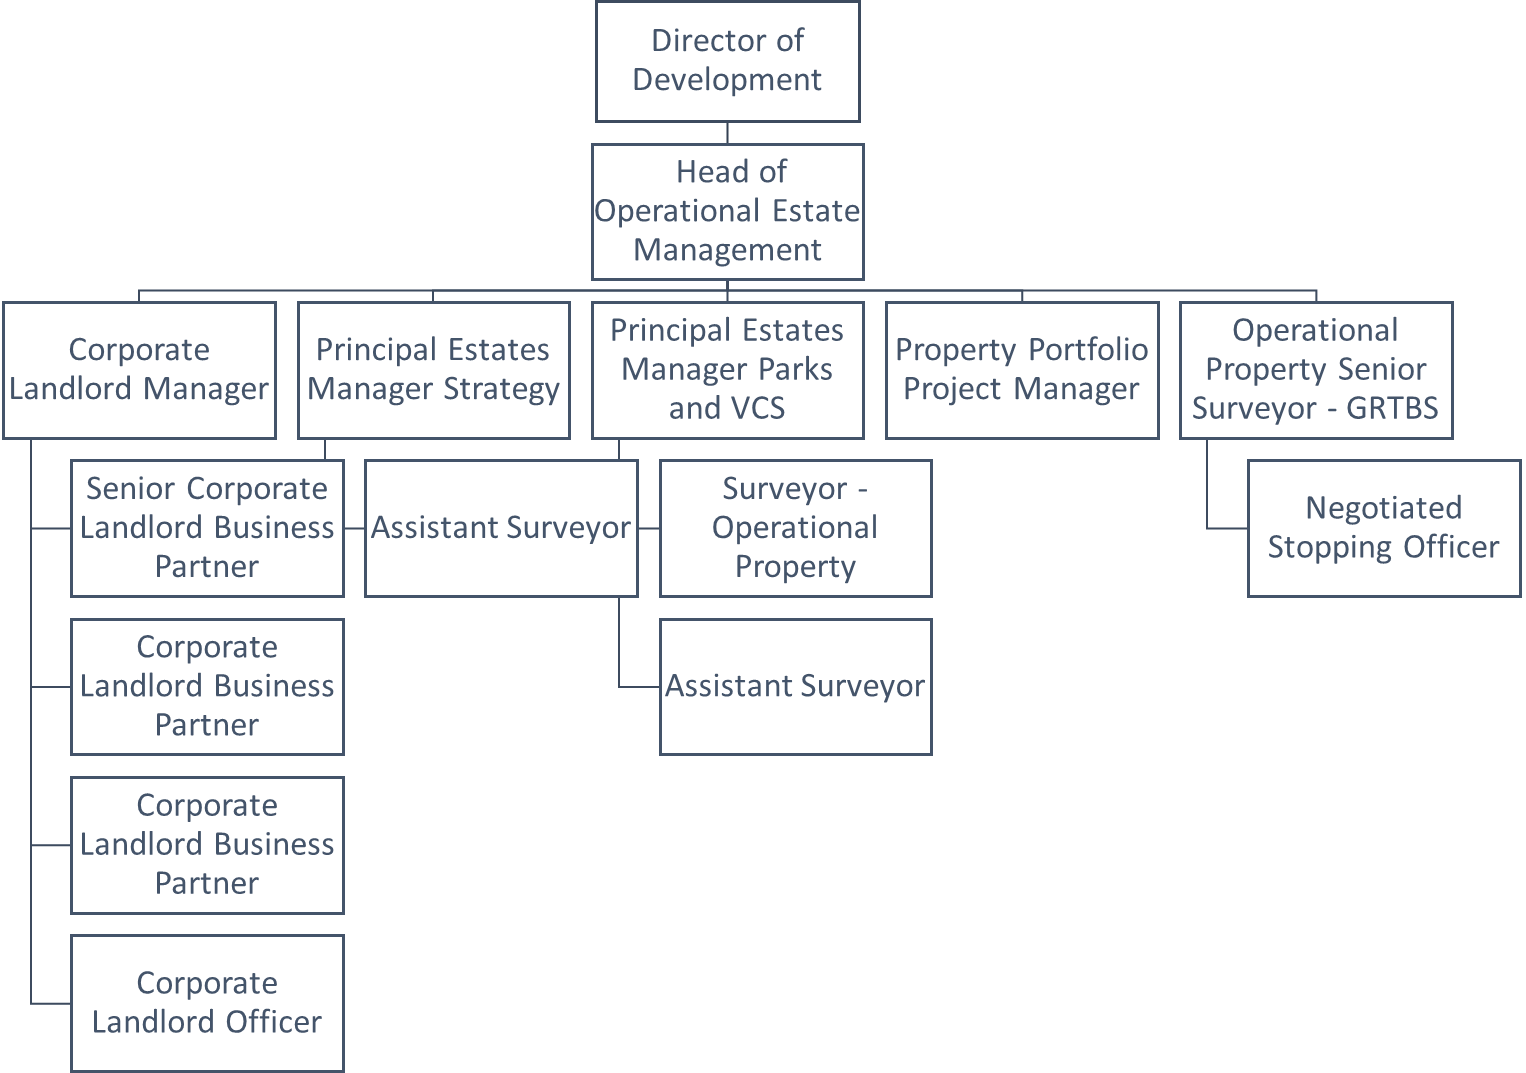 Director of
Development
Head of
Operational Estate
Management
Corporate
Landlord Manager
Principal Estates
Manager Strategy
Principal Estates
Manager Parks
and VCS
Property Portfolio
Project Manager
Operational
Property Senior
Surveyor - GRTBS
Senior Corporate
Landlord Business
Partner
Assistant Surveyor
Surveyor -
Operational
Property
Negotiated
Stopping Officer
Corporate
Landlord Business
Partner
Assistant Surveyor
Corporate
Landlord Business
Partner
Corporate
Landlord Officer